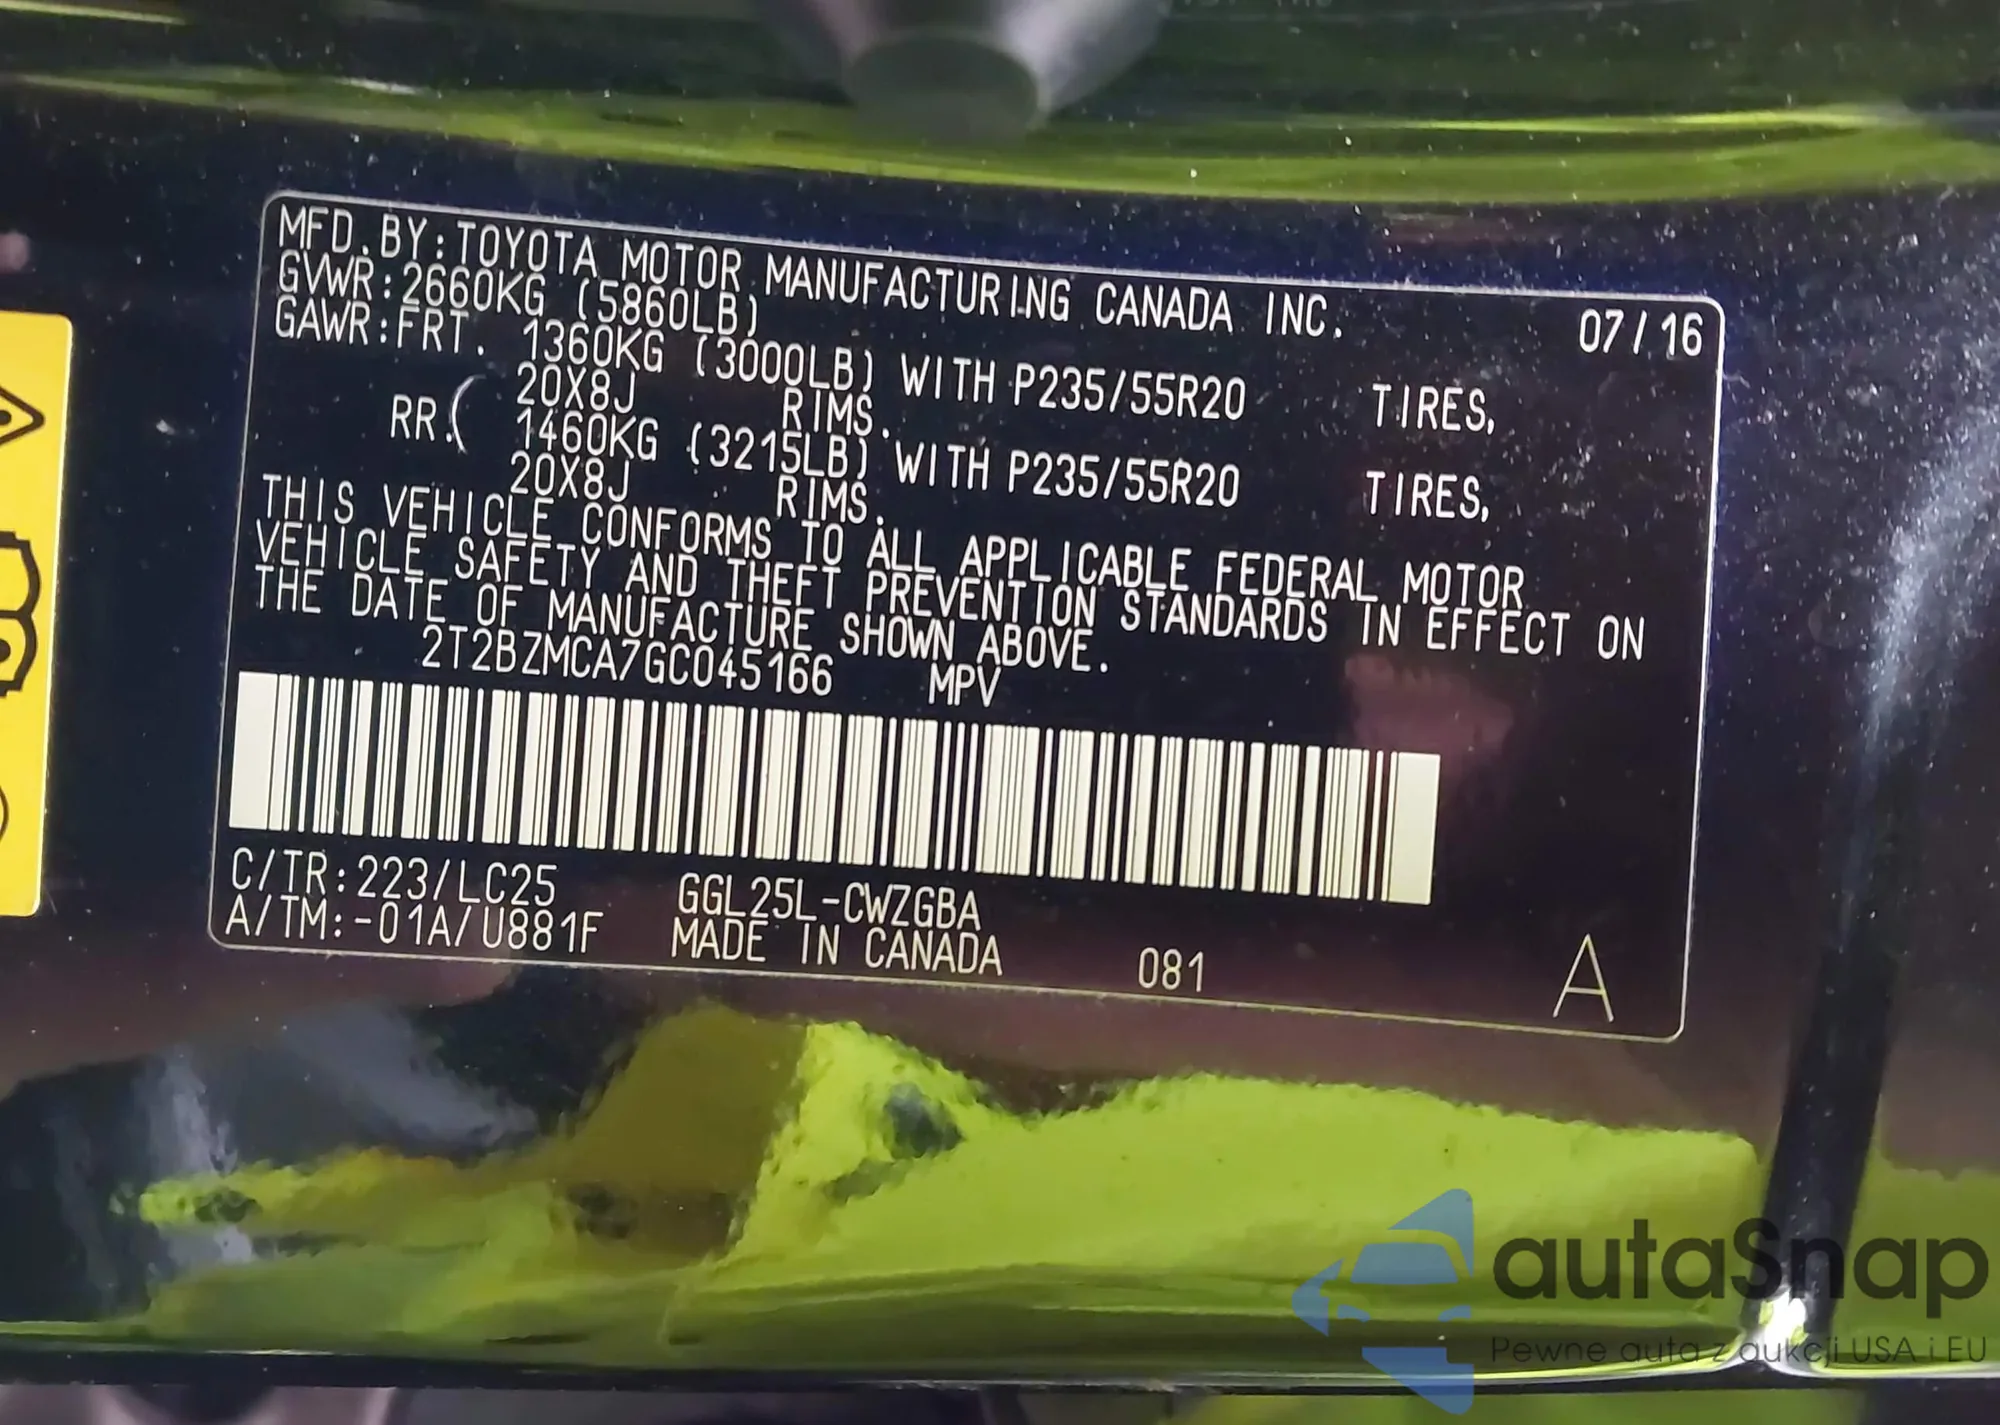 MFD.BY:TOYOTA MOTOR MANUFACTURING CANADA INC. 07/16
GVWR:2660KG (5860LB)
GAWR:FRT. 1360KG (3000LB) WITH P235/55R20 TIRES,
20X8J RIMS.
RR.( 1460KG (3215LB) WITH P235/55R20 TIRES,
20X8J RIMS.
THIS VEHICLE CONFORMS TO ALL APPLICABLE FEDERAL MOTOR
VEHICLE SAFETY AND THEFT PREVENTION STANDARDS IN EFFECT ON
THE DATE OF MANUFACTURE SHOWN ABOVE.
2T2BZMCA7GC045166 MPV
C/TR:223/LC25 GGL25L-CWZGBA
A/TM:-01A/U881F MADE IN CANADA 081 A
autaSnap
Pewne auta z aukcji USA i EU